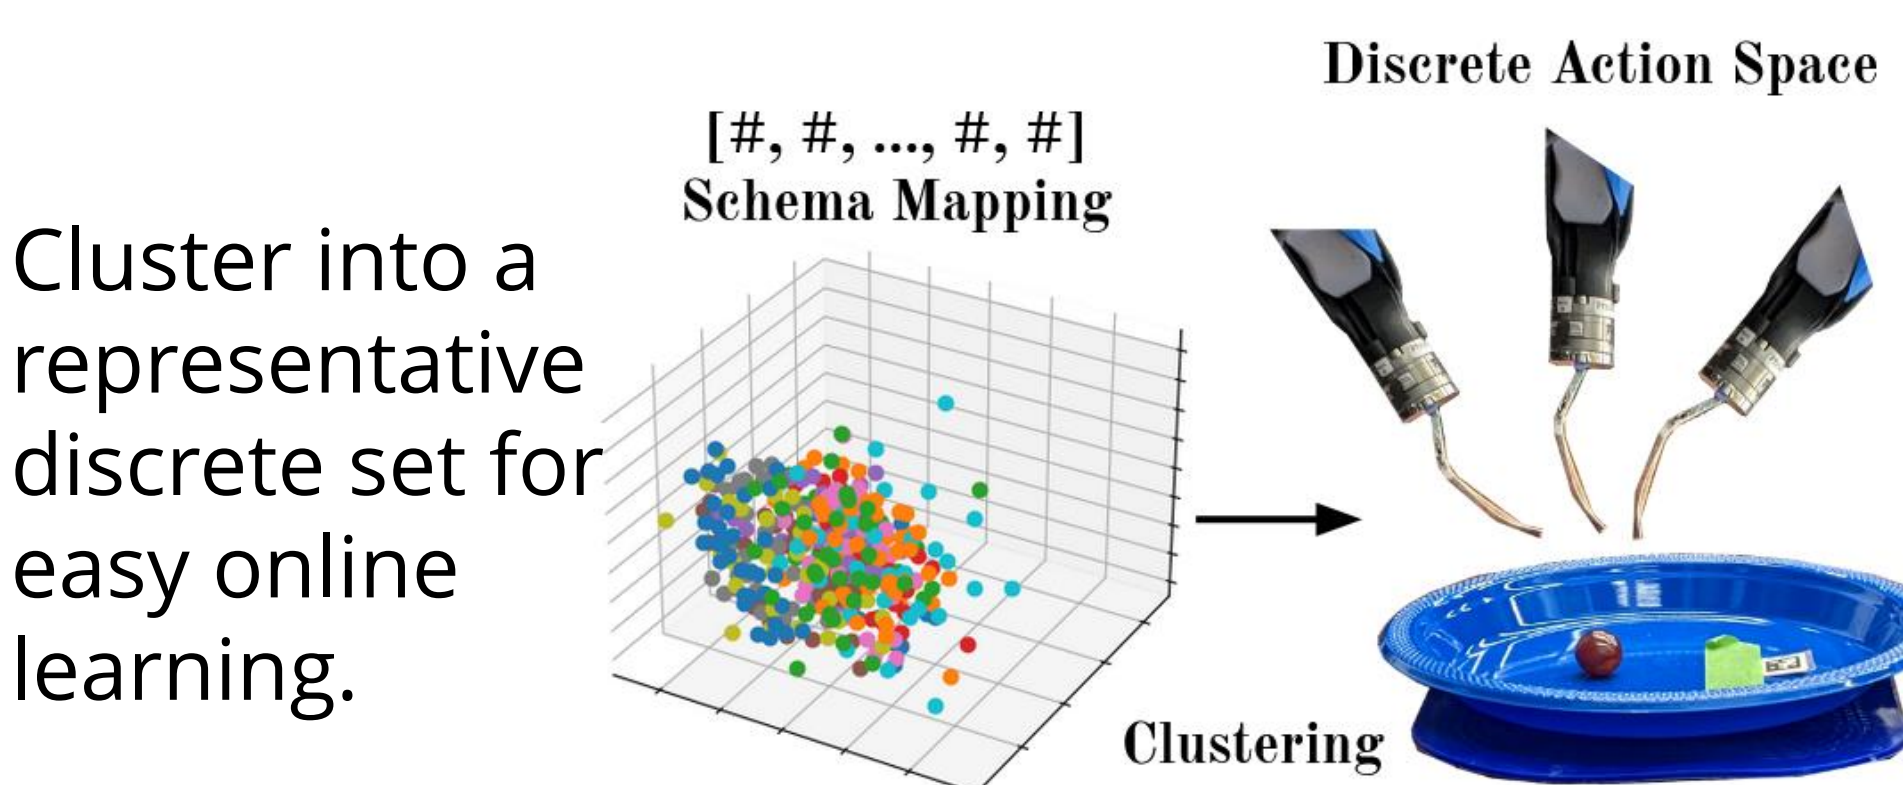 Discrete Action Space
[#, #, ..., #, #]
Schema Mapping
Cluster into a
representative
discrete set for
easy online
learning.
Clustering